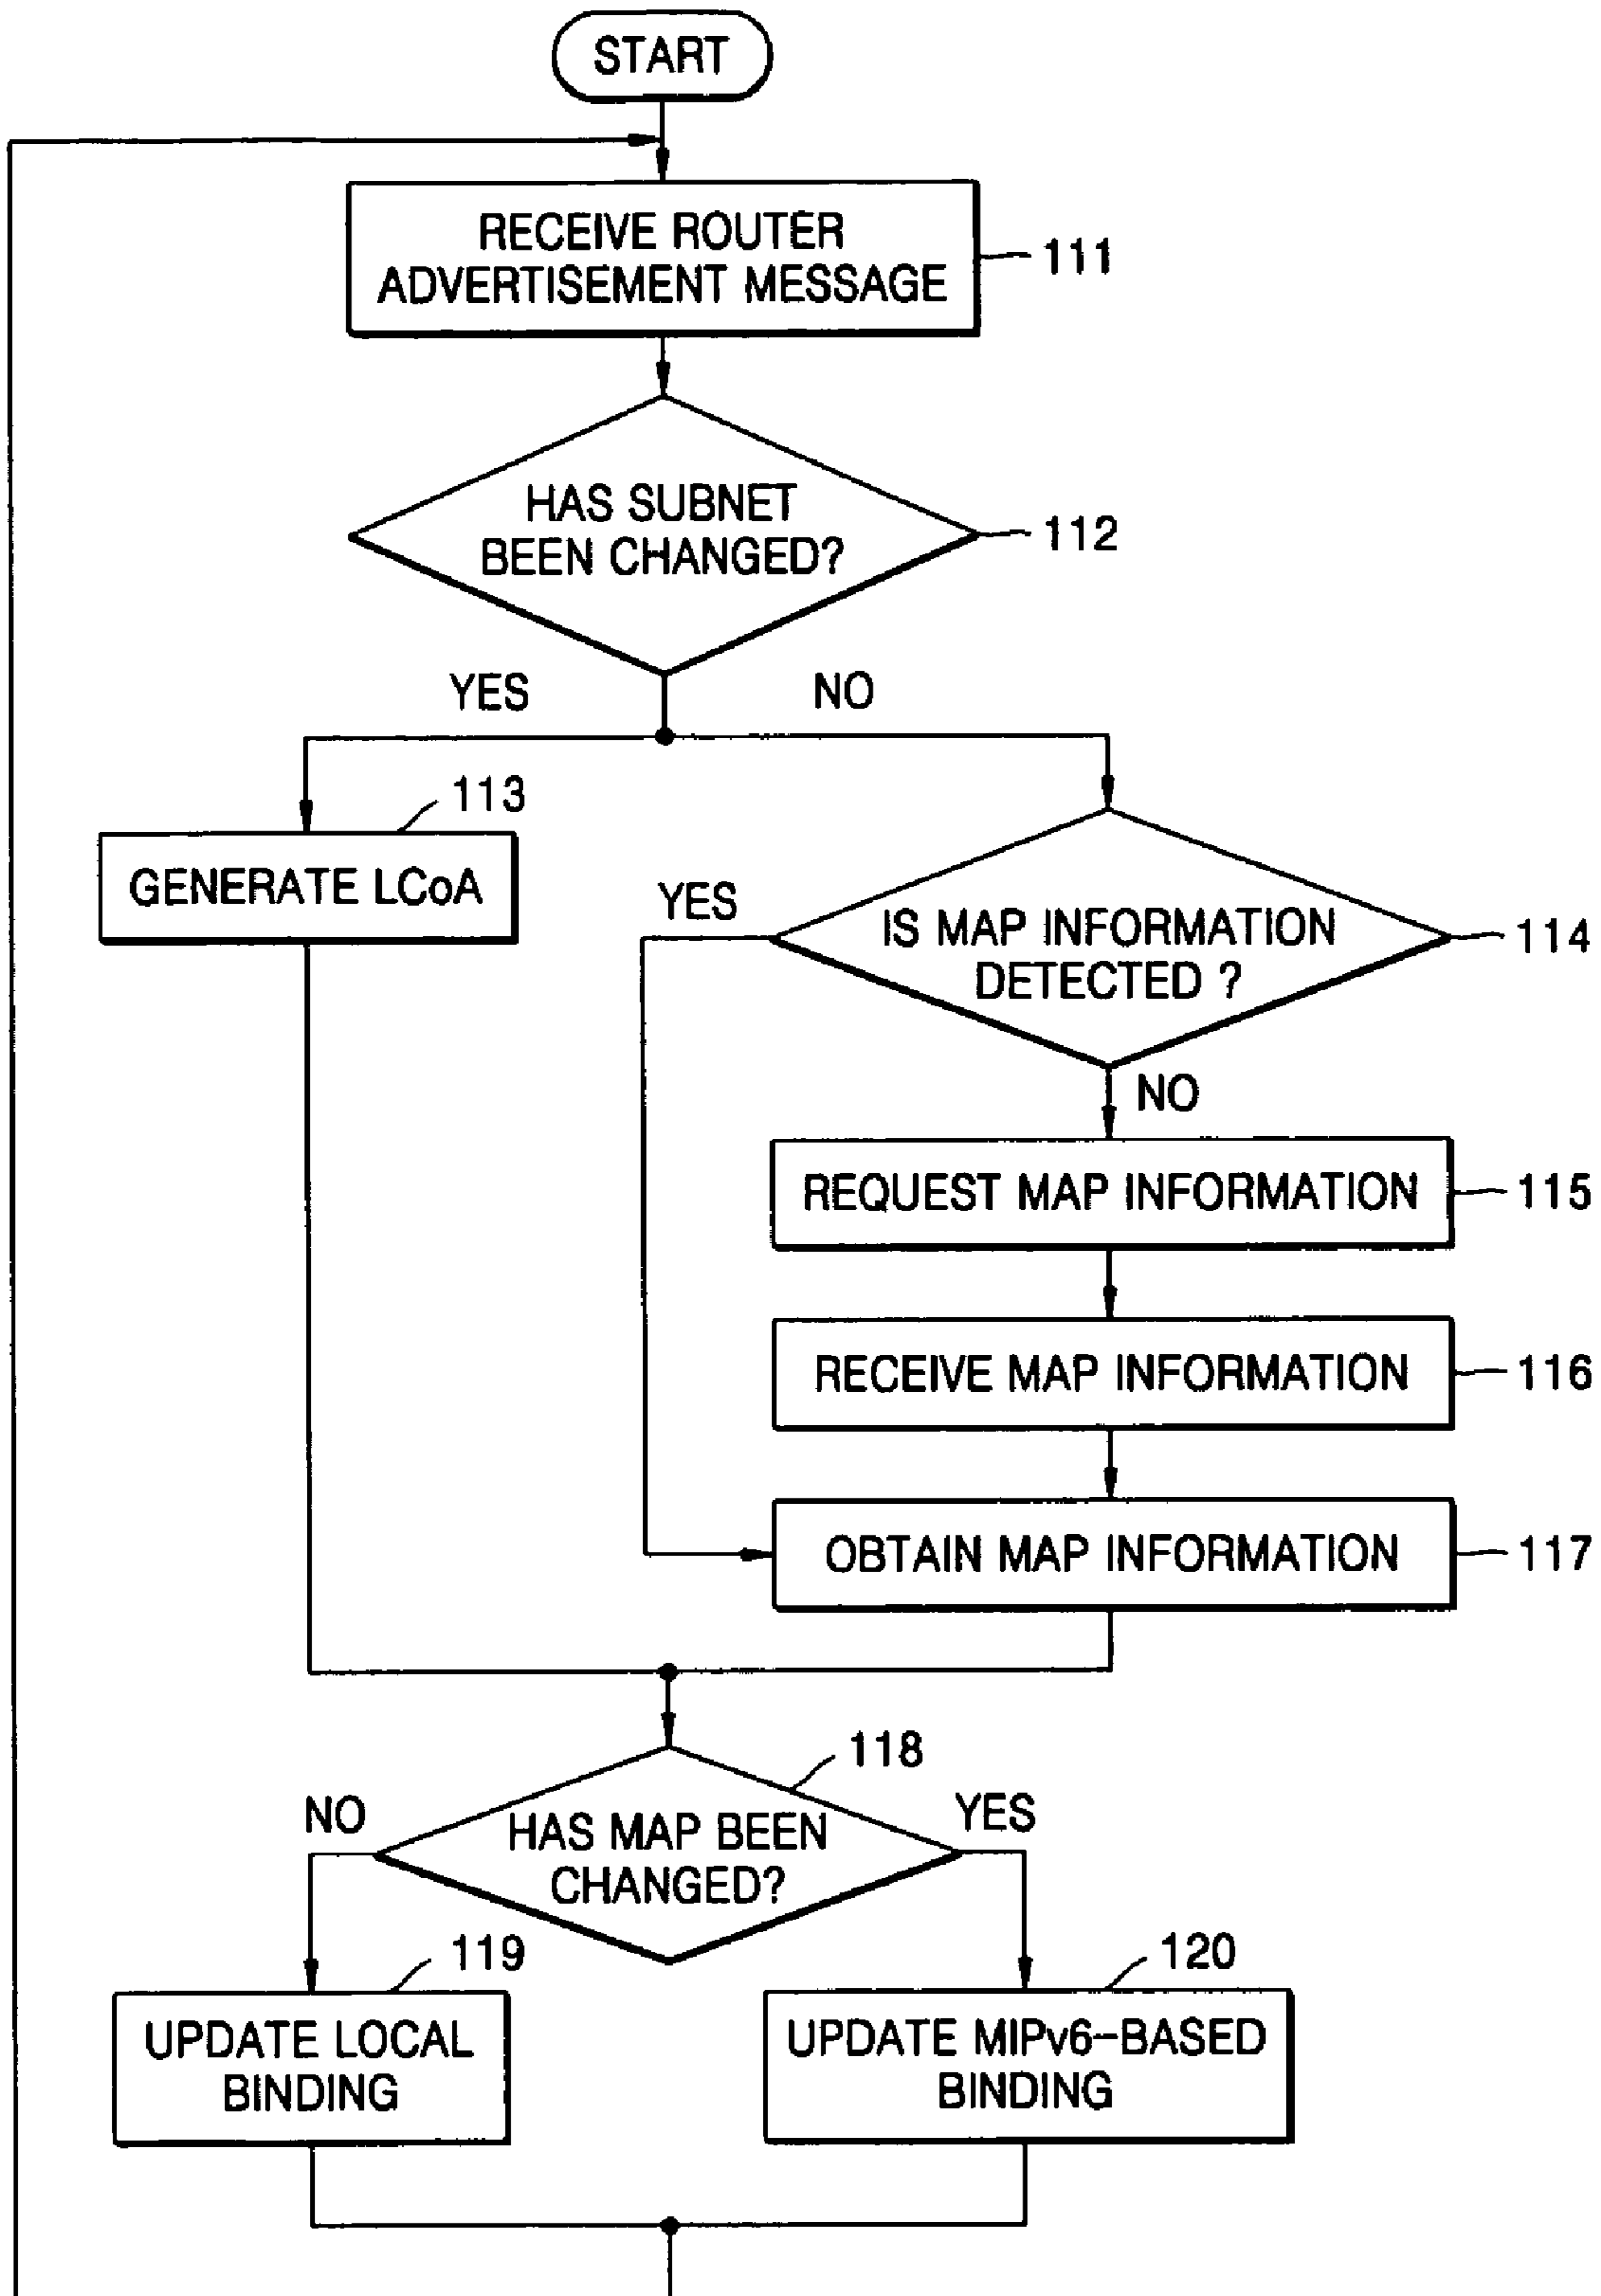 START
RECEIVE ROUTER
ADVERTISEMENT MESSAGE
111
HAS SUBNET
BEEN CHANGED?
112
YES
NO
113
GENERATE LCoA
YES
IS MAP INFORMATION
DETECTED ?
114
NO
REQUEST MAP INFORMATION
115
RECEIVE MAP INFORMATION
116
OBTAIN MAP INFORMATION
117
118
NO
HAS MAP BEEN
CHANGED?
YES
119
UPDATE LOCAL
BINDING
120
UPDATE MIPv6-BASED
BINDING